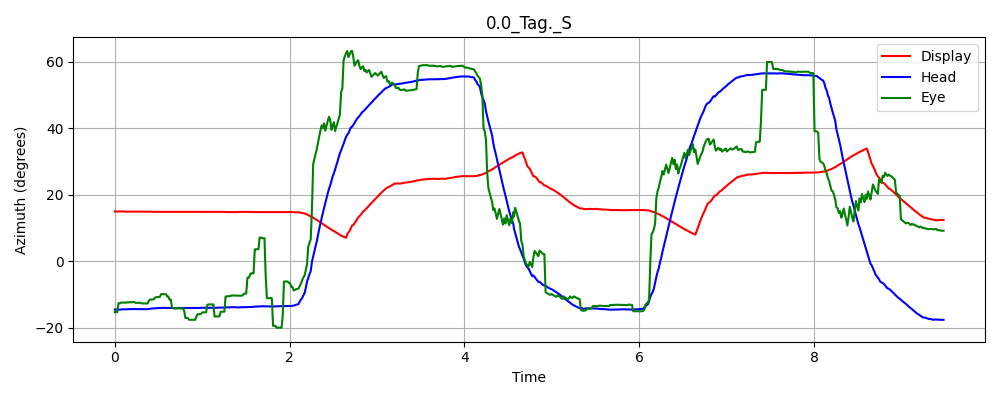 0.0_Tag._S
Display
Head
Eye
Azimuth (degrees)
60
40
20
0
−20
0 2 4 6 8
Time